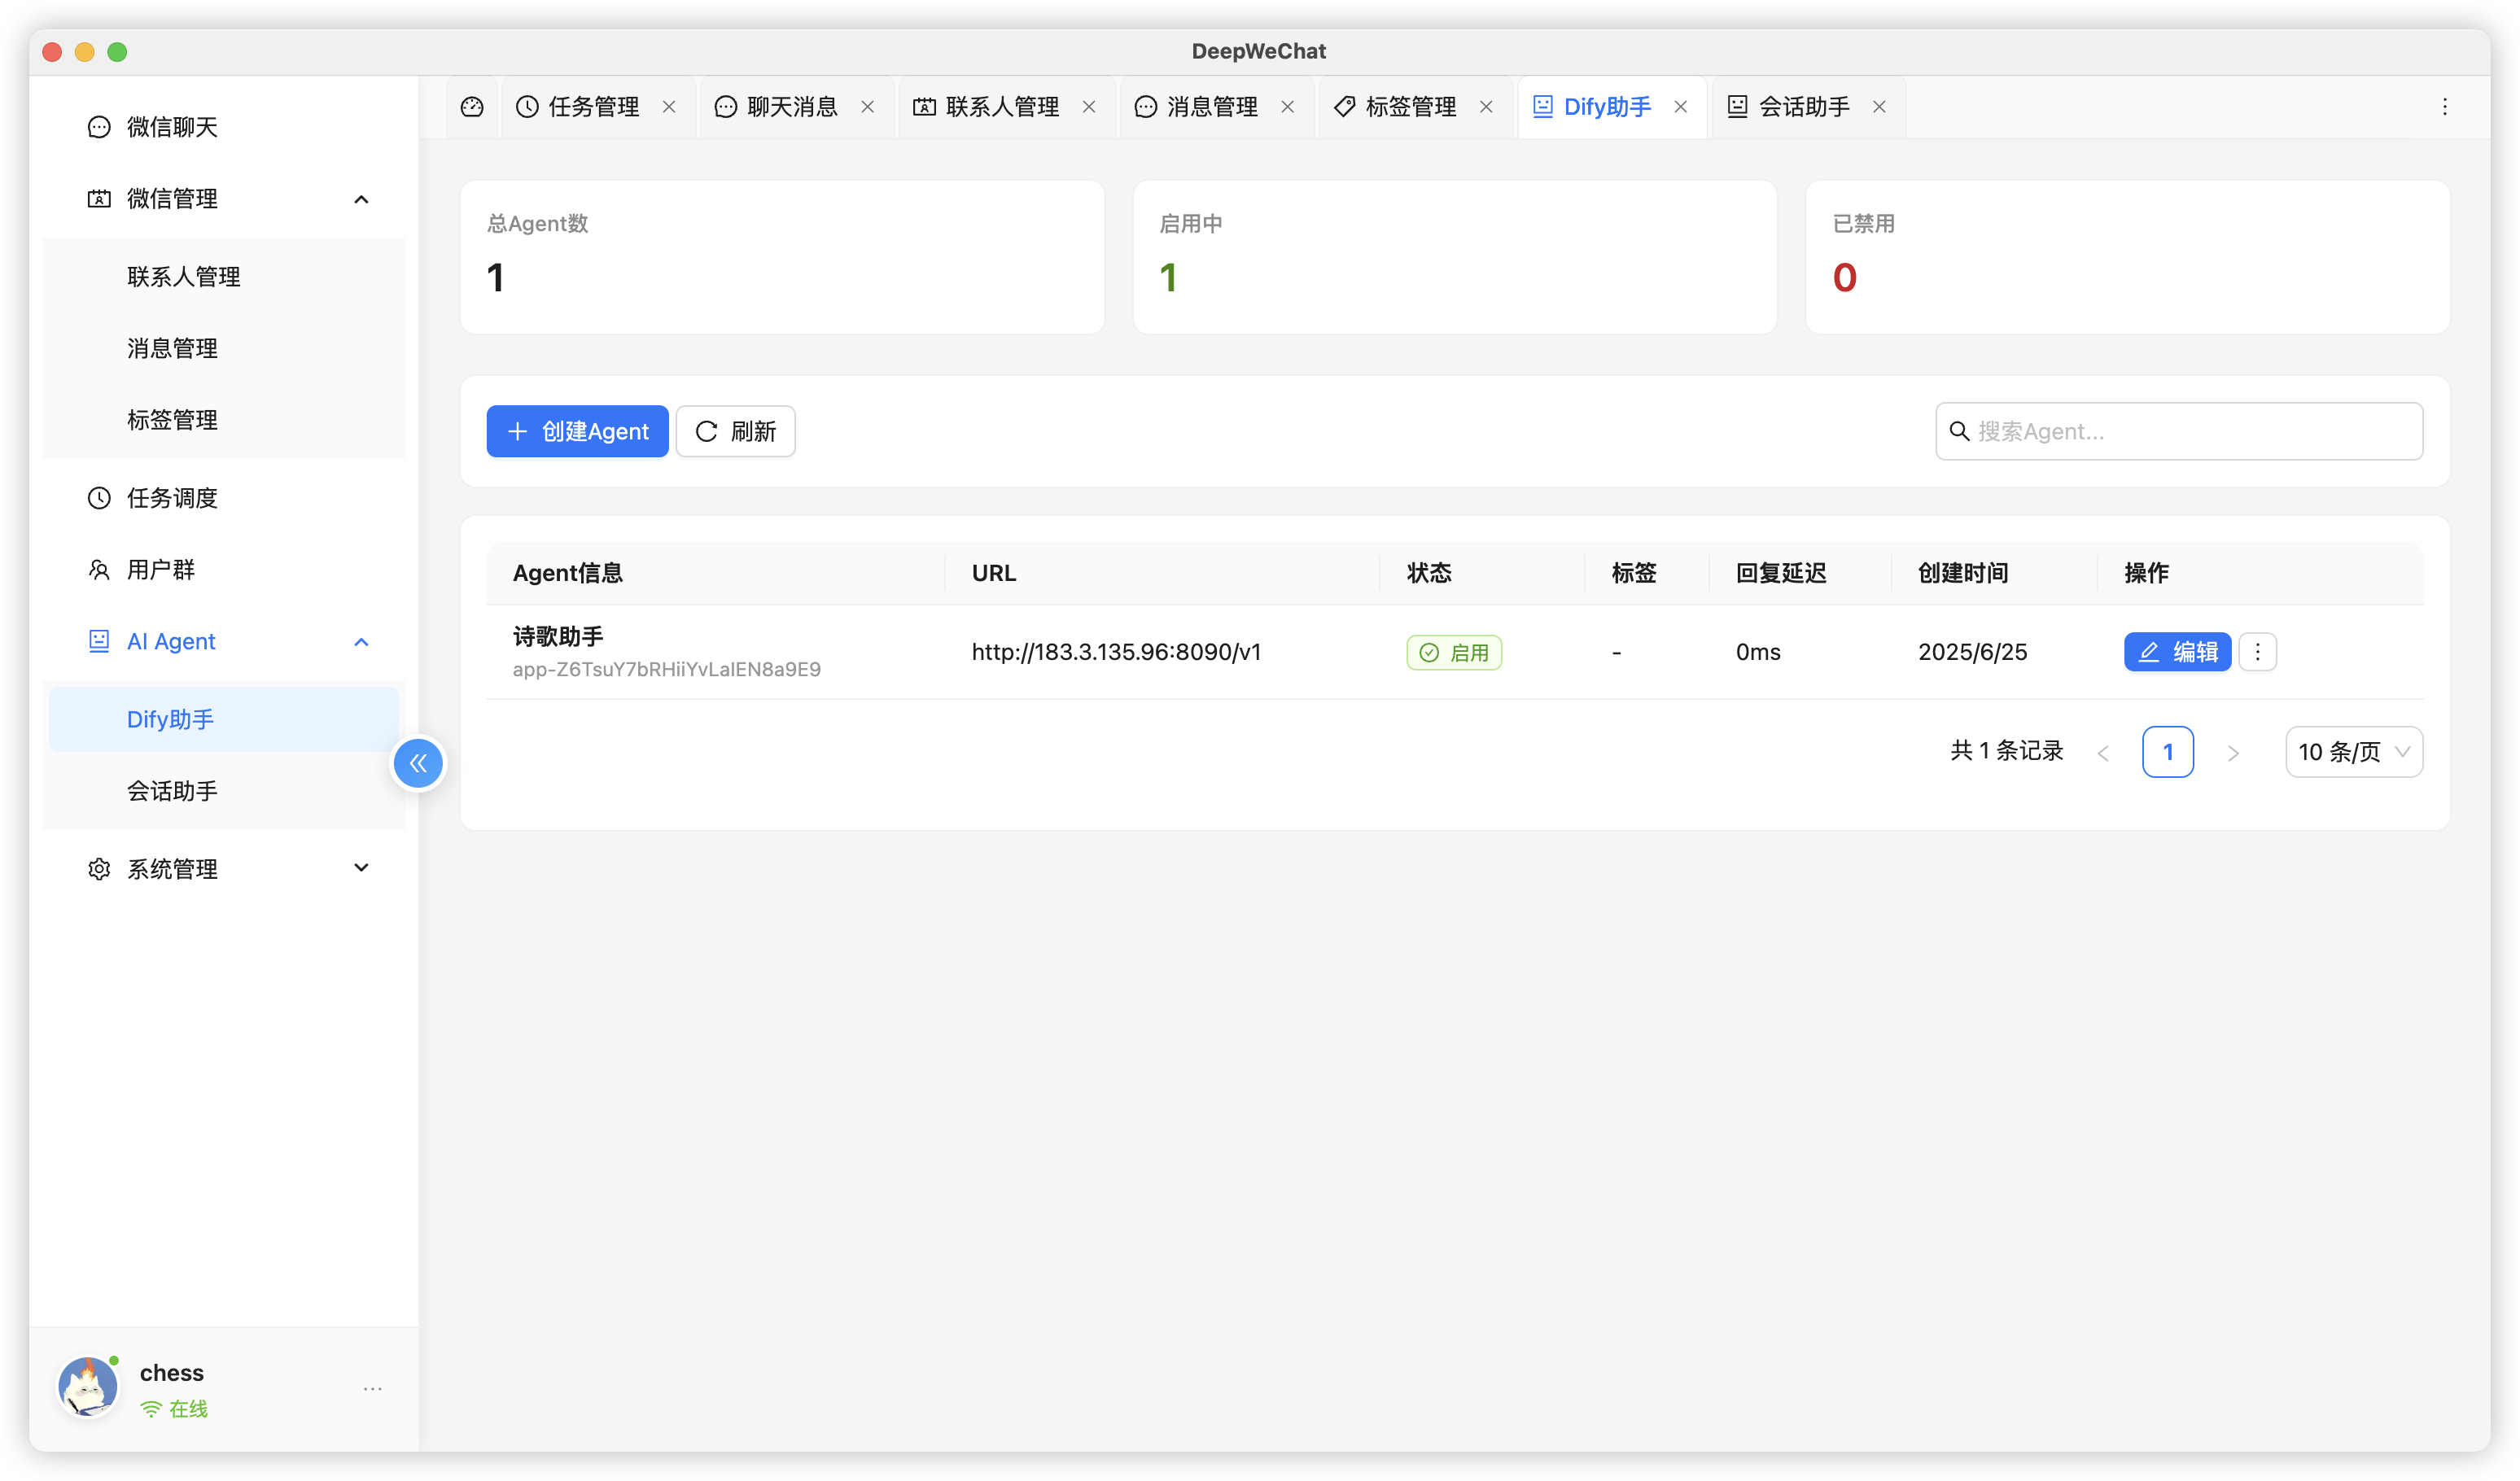 DeepWeChat
微信聊天
微信管理
联系人管理
消息管理
标签管理
任务调度
用户群
AI Agent
Dify助手
会话助手
系统管理
chess
在线
任务管理
聊天消息
联系人管理
消息管理
标签管理
Dify助手
会话助手
总Agent数
1
启用中
1
已禁用
0
创建Agent
刷新
搜索Agent...
Agent信息 URL 状态 标签 回复延迟 创建时间 操作
诗歌助手
app-Z6TsuY7bRHiiYvLalEN8a9E9
http://183.3.135.96:8090/v1 启用 - 0ms 2025/6/25 编辑
共 1 条记录 1 10 条/页